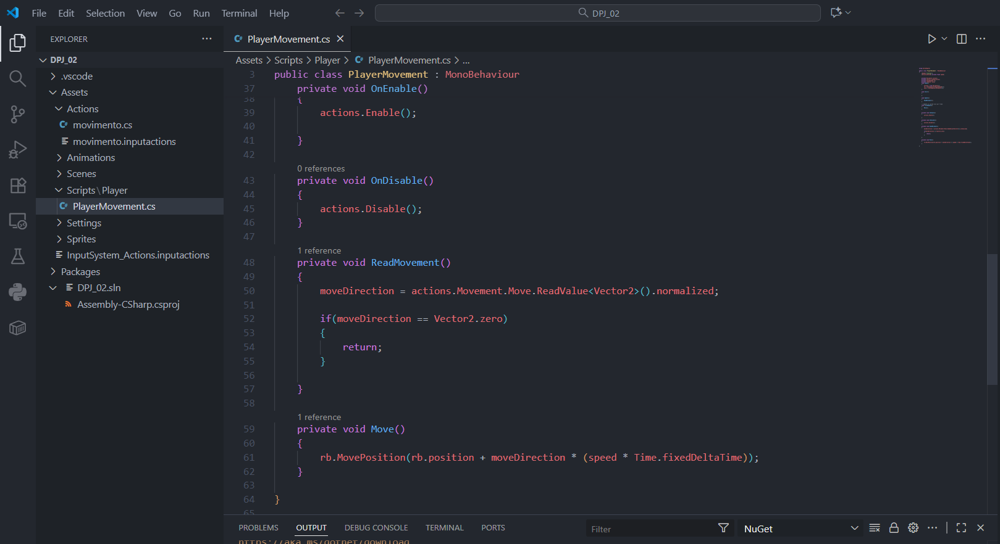 File Edit Selection View Go Run Terminal Help DPJ_02
EXPLORER
DPJ_02
.vscode
Assets
Actions
movimento.cs
movimento.inputactions
Animations
Scenes
Scripts\Player
PlayerMovement.cs
Settings
Sprites
InputSystem_Actions.inputactions
Packages
DPJ_02.sln
Assembly-CSharp.csproj
PlayerMovement.cs
Assets > Scripts > Player > PlayerMovement.cs > ...
3 public class PlayerMovement : MonoBehaviour
37 private void OnEnable()
38 {
39 actions.Enable();
40
41 }
42
0 references
43 private void OnDisable()
44 {
45 actions.Disable();
46 }
47
1 reference
48 private void ReadMovement()
49 {
50 moveDirection = actions.Movement.Move.ReadValue<Vector2>().normalized;
51
52 if(moveDirection == Vector2.zero)
53 {
54 return;
55 }
56
57 }
58
1 reference
59 private void Move()
60 {
61 rb.MovePosition(rb.position + moveDirection * (speed * Time.fixedDeltaTime));
62 }
63
64 }
65
PROBLEMS OUTPUT DEBUG CONSOLE TERMINAL PORTS Filter NuGet
https://aka.ms/dotnet/download